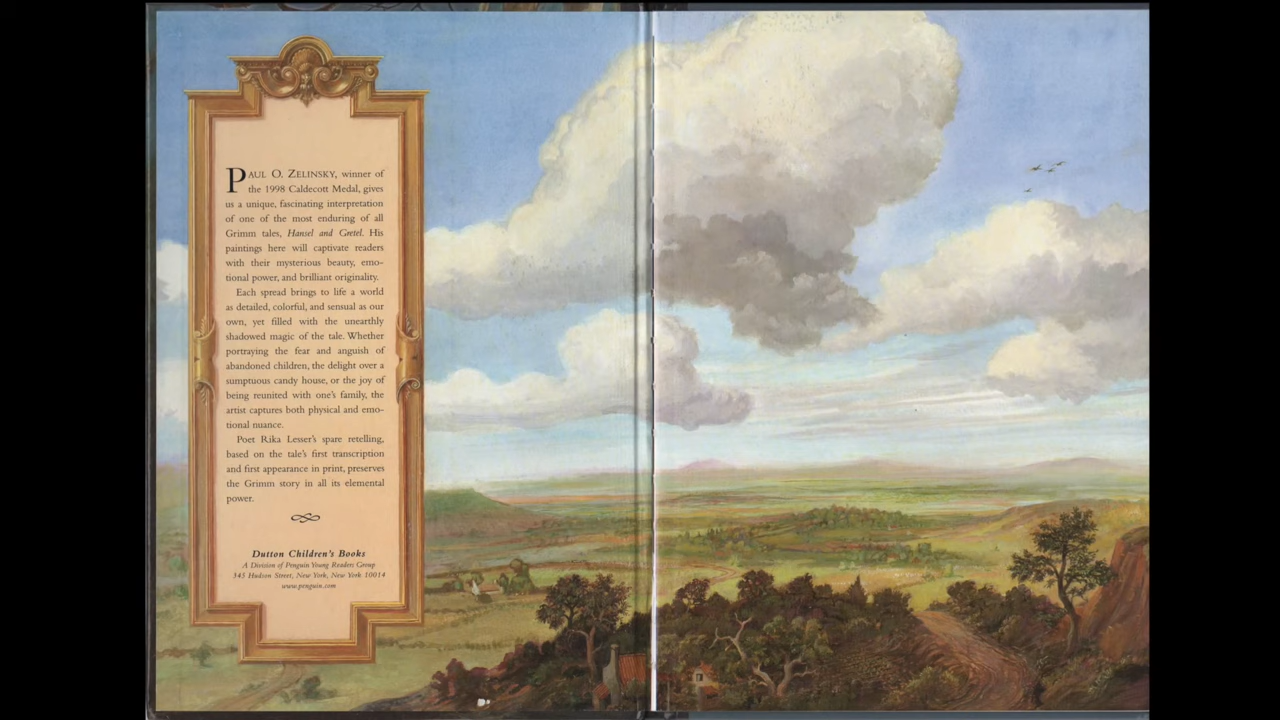 PAUL O. ZELINSKY, winner of
the 1998 Caldecott Medal, gives
us a unique, fascinating interpretation
of one of the most enduring of all
Grimm tales, Hansel and Gretel. His
paintings here will captivate readers
with their mysterious beauty, emo-
tional power, and brilliant originality.
Each spread brings to life a world
as detailed, colorful, and sensual as our
own, yet filled with the unearthly
shadowed magic of the tale. Whether
portraying the fear and anguish of
abandoned children, the delight over a
sumptuous candy house, or the joy of
being reunited with one's family, the
artist captures both physical and emo-
tional nuance.
Poet Rika Lesser's spare retelling,
based on the tale's first transcription
and first appearance in print, preserves
the Grimm story in all its elemental
power.
Dutton Children's Books
A Division of Penguin Young Readers Group
345 Hudson Street, New York, New York 10014
www.penguin.com